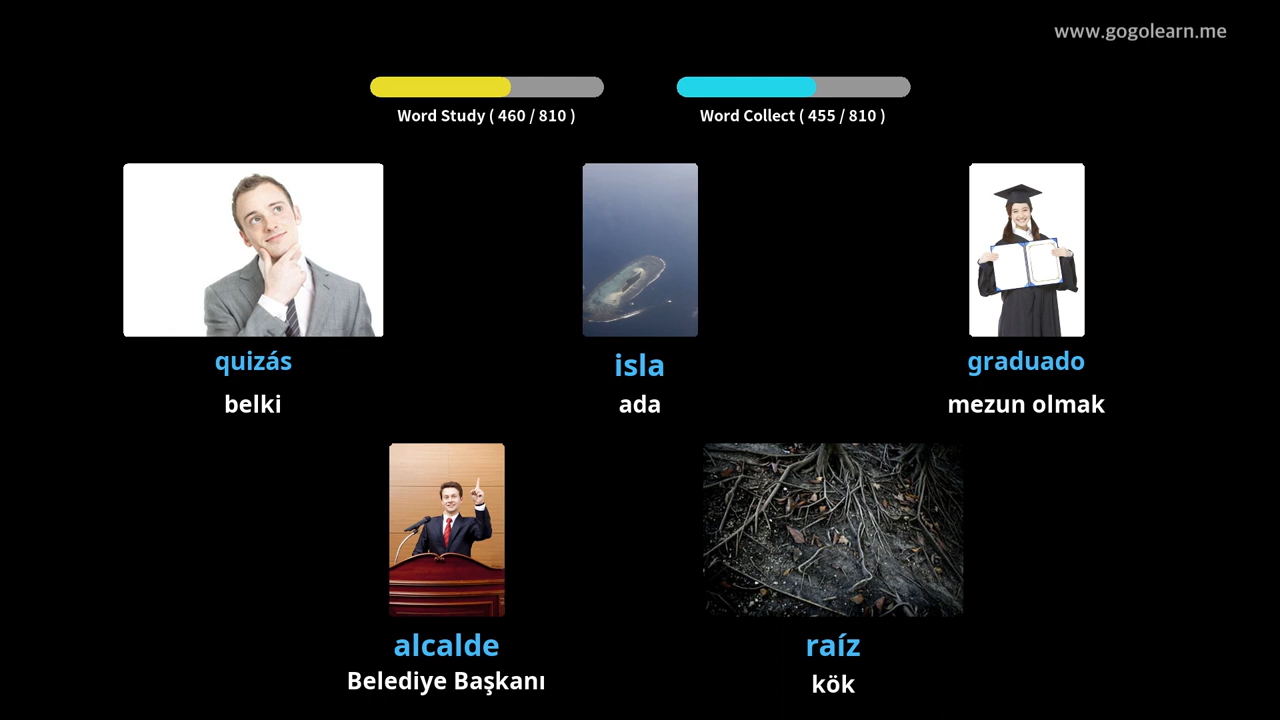 www.gogolearn.me
Word Study ( 460 / 810 )
Word Collect ( 455 / 810 )
quizás
belki
isla
ada
graduado
mezun olmak
alcalde
Belediye Başkanı
raíz
kök